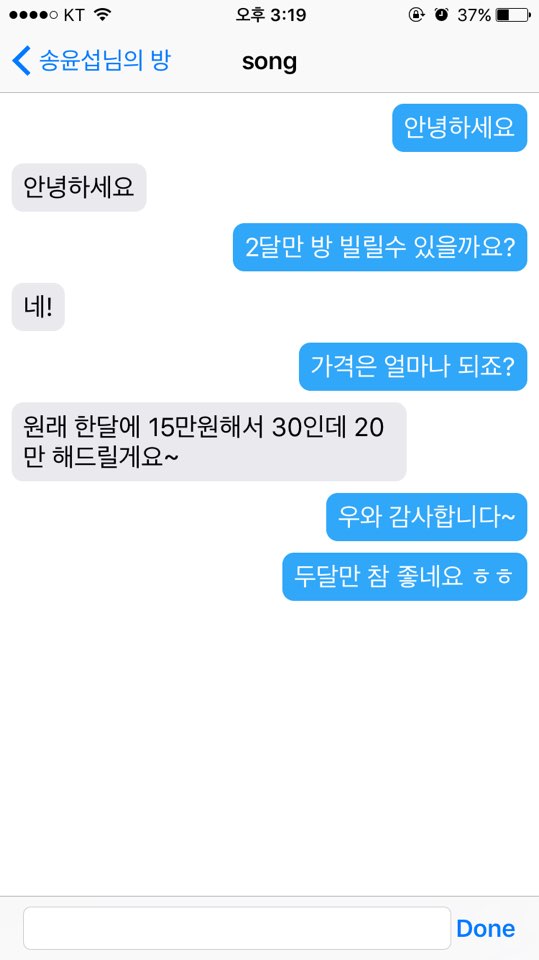 KT 오후 3:19 37%
송윤섭님의 방 song
안녕하세요
안녕하세요
2달만 방 빌릴수 있을까요?
네!
가격은 얼마나 되죠?
원래 한달에 15만원해서 30인데 20
만 해드릴게요~
우와 감사합니다~
두달만 참 좋네요 ㅎㅎ
Done